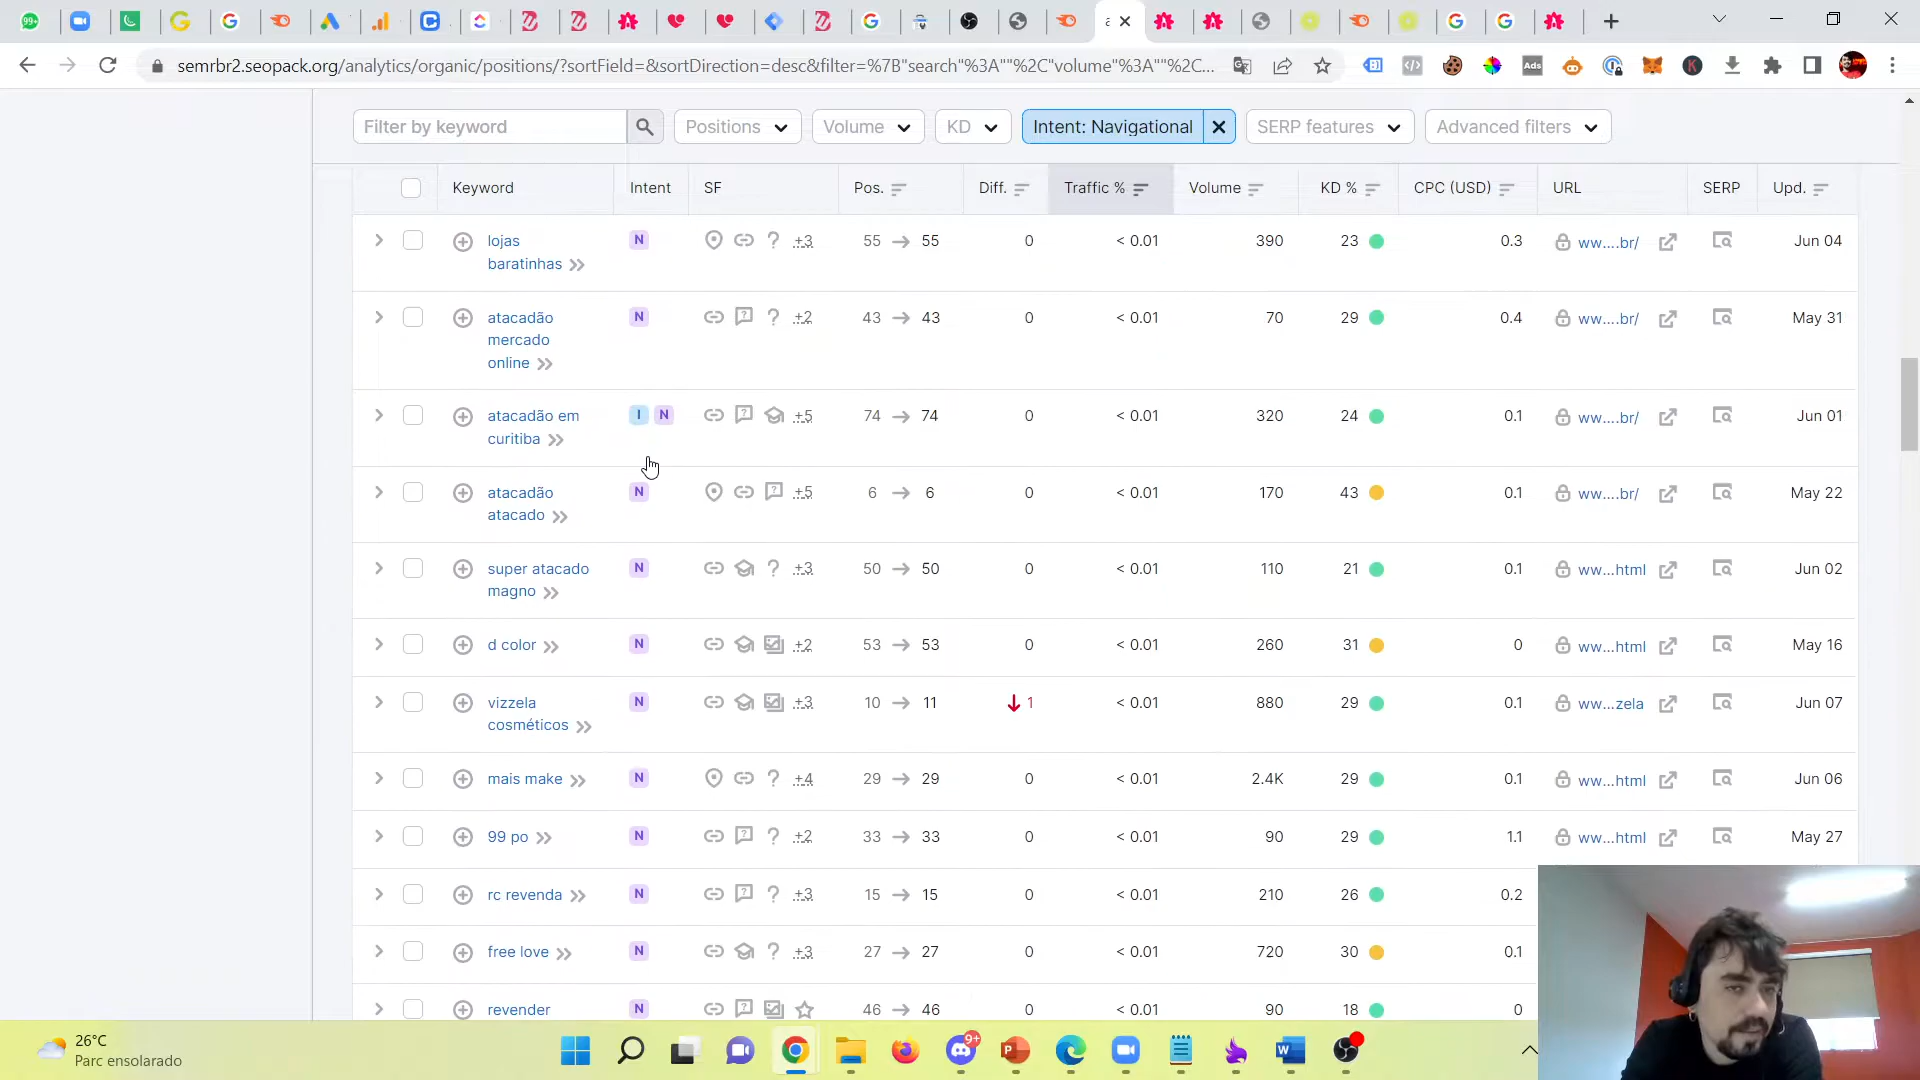 99+
a
semrbr2.seopack.org/analytics/organic/positions/?sortField=&sortDirection=desc&filter=%7B"search"%3A""%2C"volume"%3A""%2C...
Ads
Filter by keyword
Positions
Volume
KD
Intent: Navigational
SERP features
Advanced filters
Keyword Intent SF Pos. Diff. Traffic % Volume KD % CPC (USD) URL SERP Upd.
lojas baratinhas N +3 55 → 55 0 < 0.01 390 23 0.3 ww....br/ Jun 04
atacadão mercado online N +2 43 → 43 0 < 0.01 70 29 0.4 ww....br/ May 31
atacadão em curitiba I N +5 74 → 74 0 < 0.01 320 24 0.1 ww....br/ Jun 01
atacadão atacado N +5 6 → 6 0 < 0.01 170 43 0.1 ww....br/ May 22
super atacado magno N +3 50 → 50 0 < 0.01 110 21 0.1 ww...html Jun 02
d color N +2 53 → 53 0 < 0.01 260 31 0 ww...html May 16
vizzela cosméticos N +3 10 → 11 ↓ 1 < 0.01 880 29 0.1 ww...zela Jun 07
mais make N +4 29 → 29 0 < 0.01 2.4K 29 0.1 ww...html Jun 06
99 po N +2 33 → 33 0 < 0.01 90 29 1.1 ww...html May 27
rc revenda N +3 15 → 15 0 < 0.01 210 26 0.2
free love N +3 27 → 27 0 < 0.01 720 30 0.1
revender N 46 → 46 0 < 0.01 90 18 0
26°C
Parc ensolarado
9+